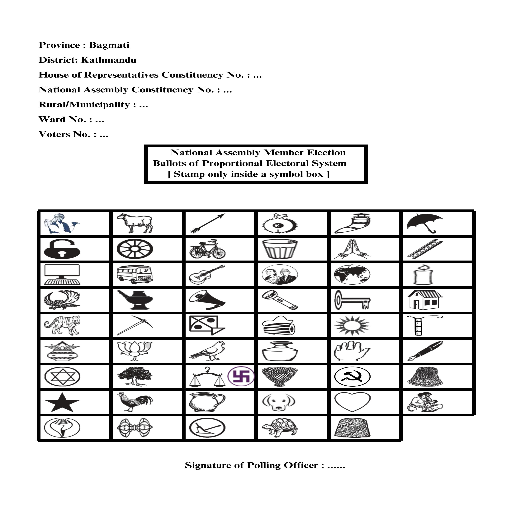 Province : Bagmati
District: Kathmandu
House of Representatives Constituency No. : ...
National Assembly Constituency No. : ...
Rural/Municipality : ...
Ward No. : ...
Voters No. : ...
National Assembly Member Election
Ballots of Proportional Electoral System
[ Stamp only inside a symbol box ]
Signature of Polling Officer : ......